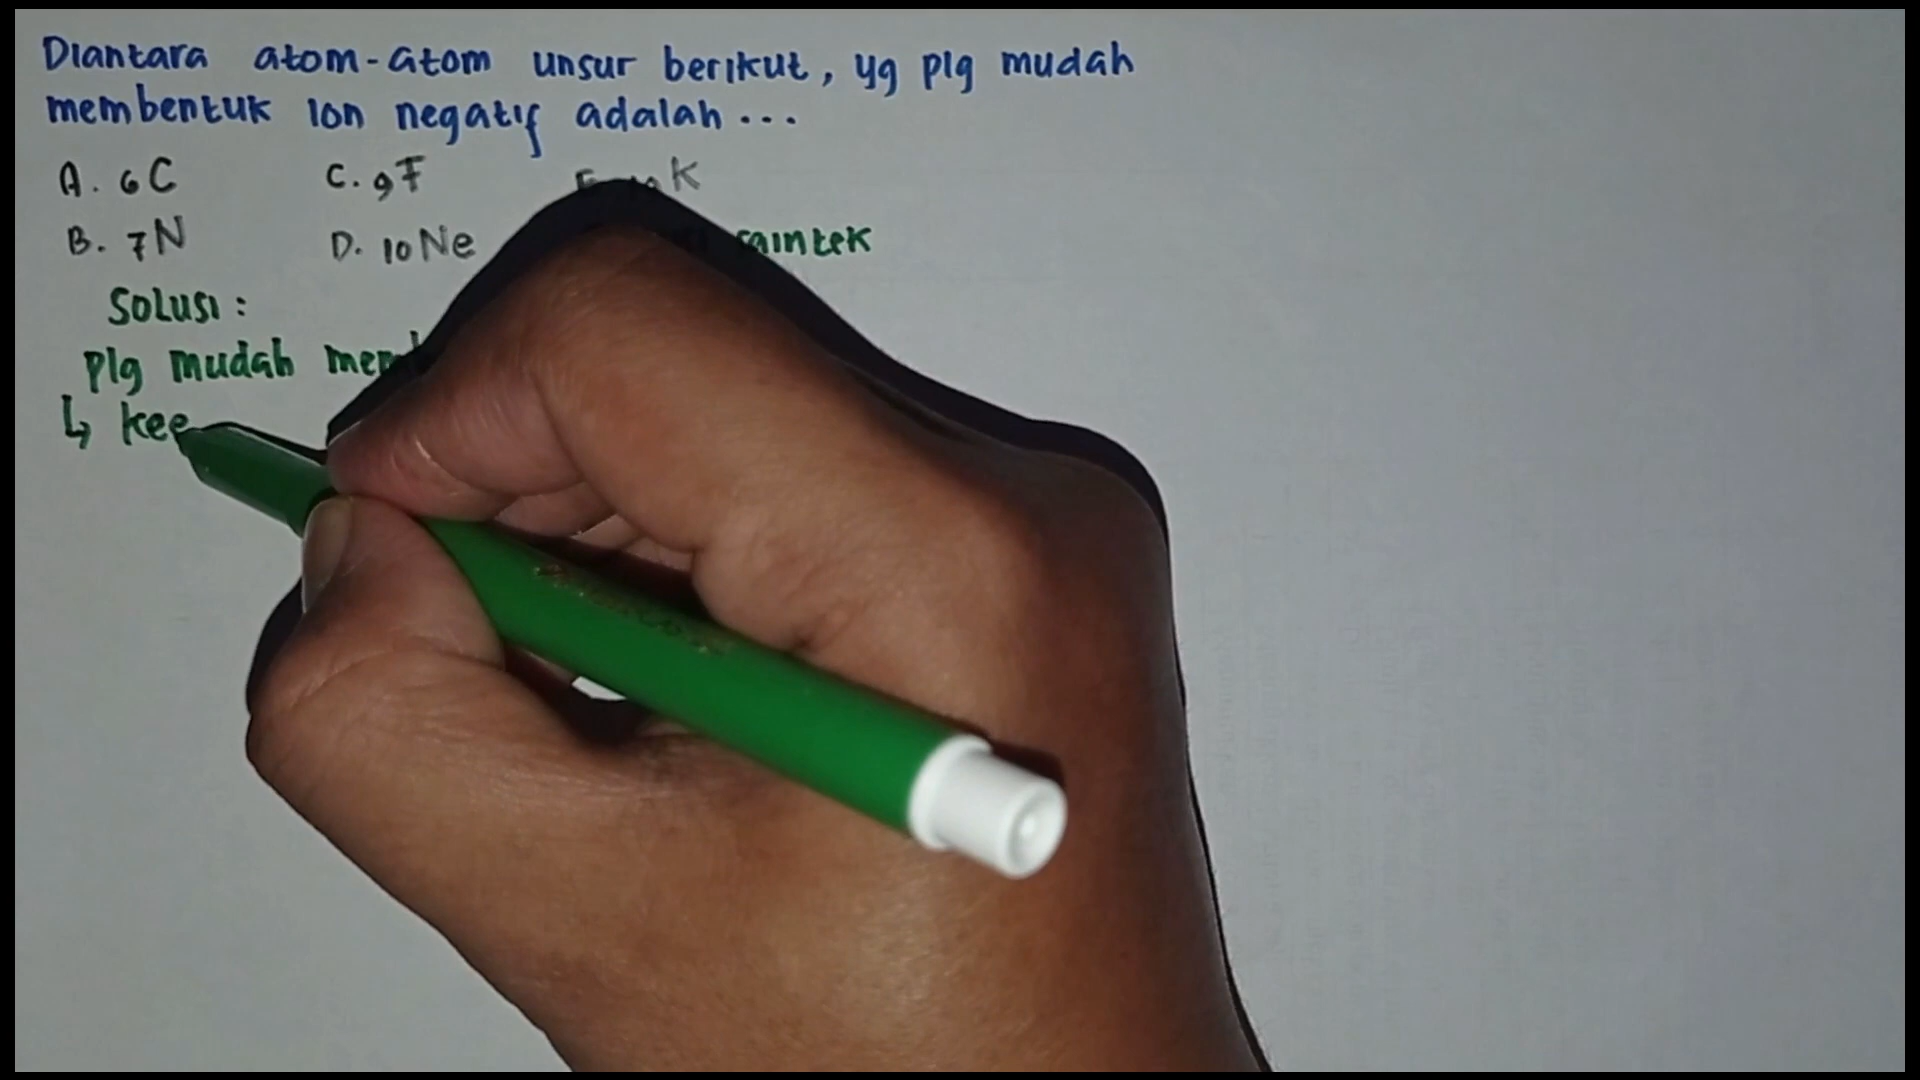 Diantara atom-atom unsur berikut, yg plg mudah
membentuk ion negatif adalah ...
A. 6C C. 9F K
B. 7N D. 10Ne saintek
Solusi :
plg mudah
↳ kee